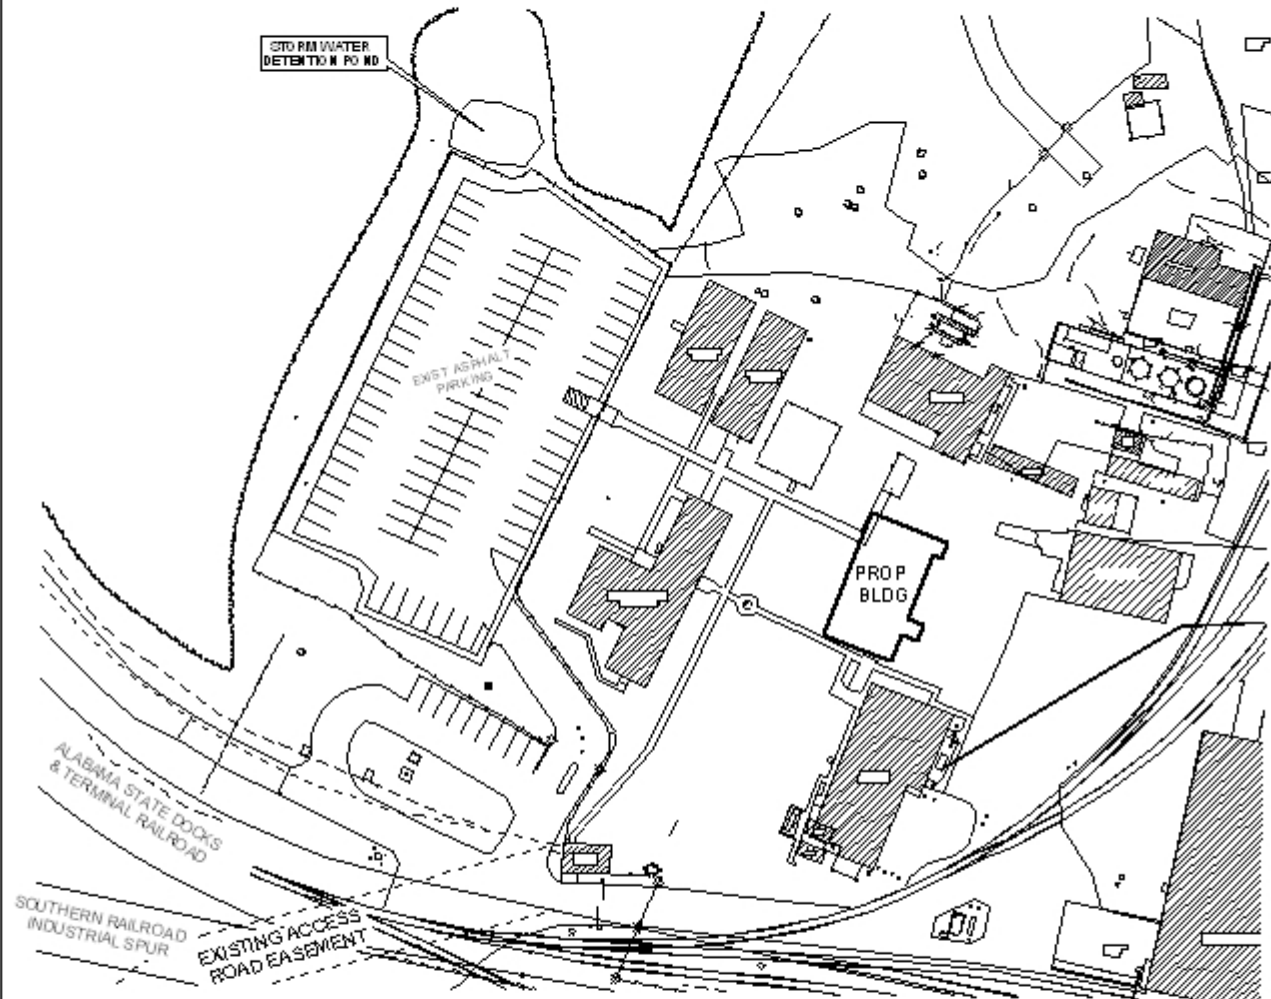 STORM WATER
DETENTION POND
EXIST ASPHALT
PARKING
PROP
BLDG
ALABAMA STATE DOCKS
& TERMINAL RAILROAD
SOUTHERN RAILROAD
INDUSTRIAL SPUR
EXISTING ACCESS
ROAD EASEMENT